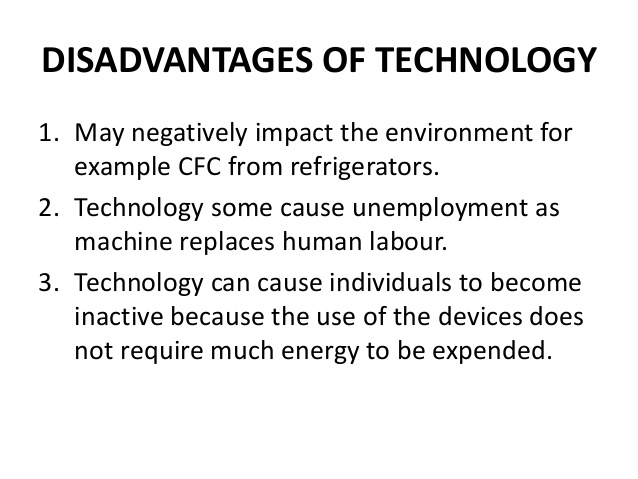 DISADVANTAGES OF TECHNOLOGY
1. May negatively impact the environment for
example CFC from refrigerators.
2. Technology some cause unemployment as
machine replaces human labour.
3. Technology can cause individuals to become
inactive because the use of the devices does
not require much energy to be expended.